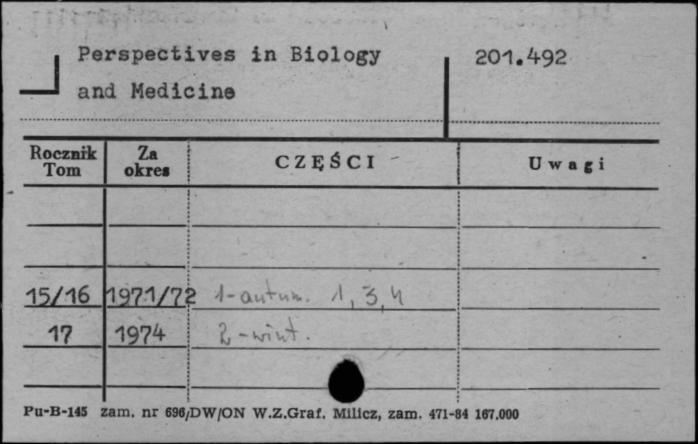 Perspectives in Biology 201.492
and Medicine
Rocznik Tom Za okres CZĘŚCI Uwagi
15/16 1971/72 1-autum. 1, 3, 4
17 1974 2-wint.
Pu-B-145 zam. nr 696/DW/ON W.Z.Graf. Milicz, zam. 471-84 167.000